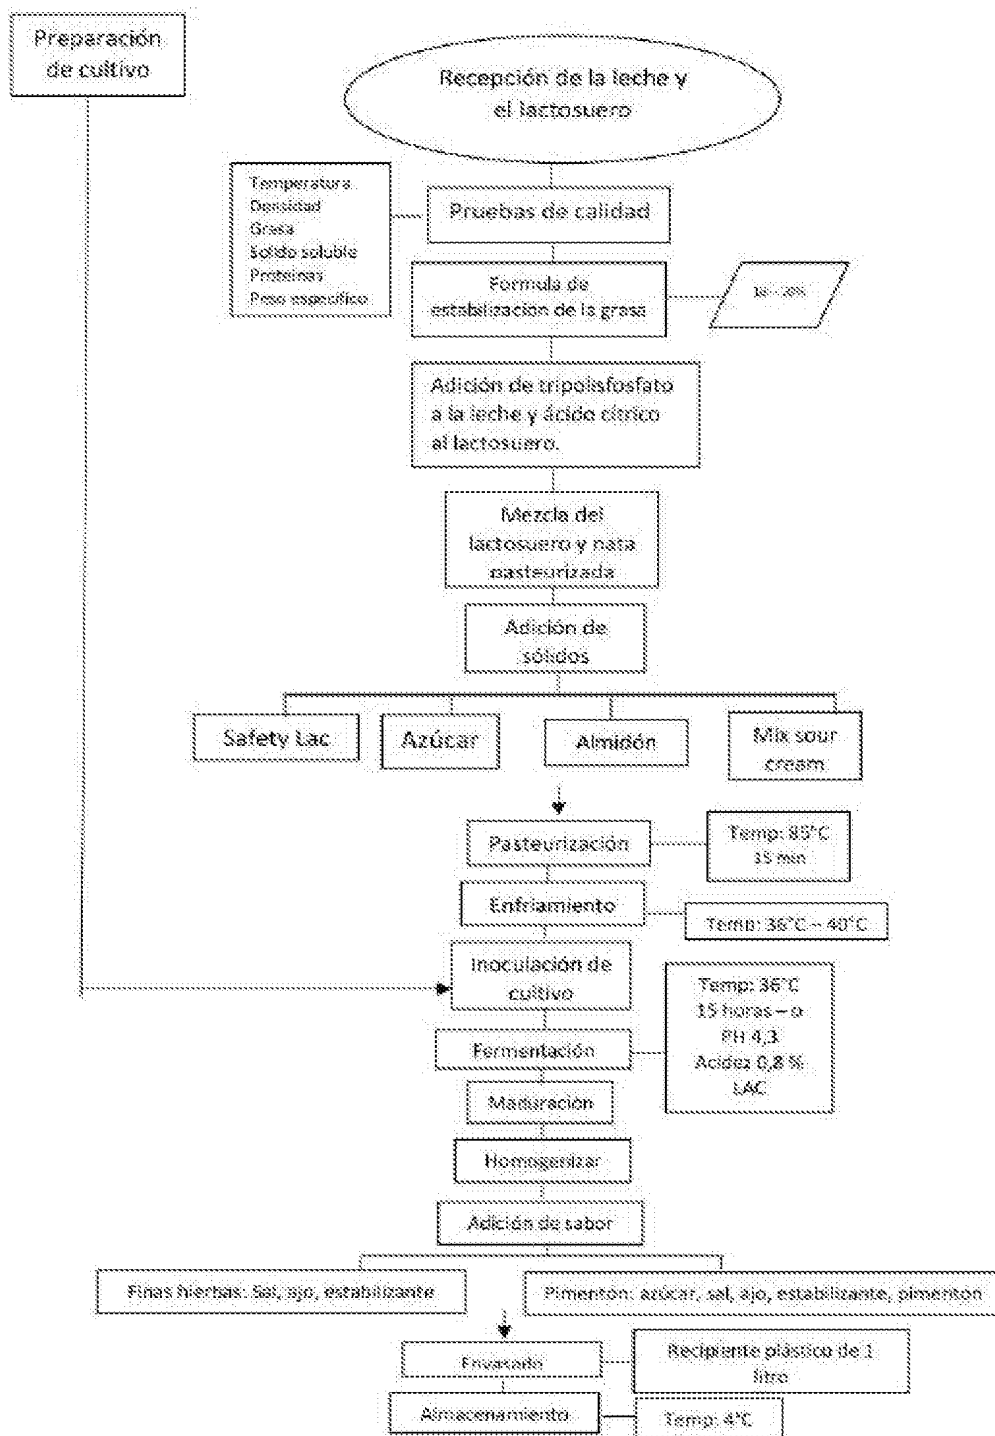 Preparación
de cultivo
Recepción de la leche y
el lactosuero
Temperatura
Densidad
Grasa
Solido soluble
Proteínas
Peso especifico
Pruebas de calidad
Formula de
estabilización de la grasa
Adición de tripolisfosfato
a la leche y ácido cítrico
al lactosuero.
Mezcla del
lactosuero y nata
pasteurizada
Adición de
sólidos
Safety Lac
Azúcar
Almidón
Mix sour
cream
Pasteurización
Temp: 85°C
15 min
Enfriamiento
Temp: 36°C – 40°C
Inoculación de
cultivo
Temp: 36°C
15 horas – o
PH 4,3
Acidez 0,8 %
LAC
Fermentación
Maduración
Homogenizar
Adición de sabor
Finas hierbas: Sal, ajo, estabilizante
Pimentón: azúcar, sal, ajo, estabilizante, pimenton
Envasado
Recipiente plástico de 1
litro
Almacenamiento
Temp: 4°C